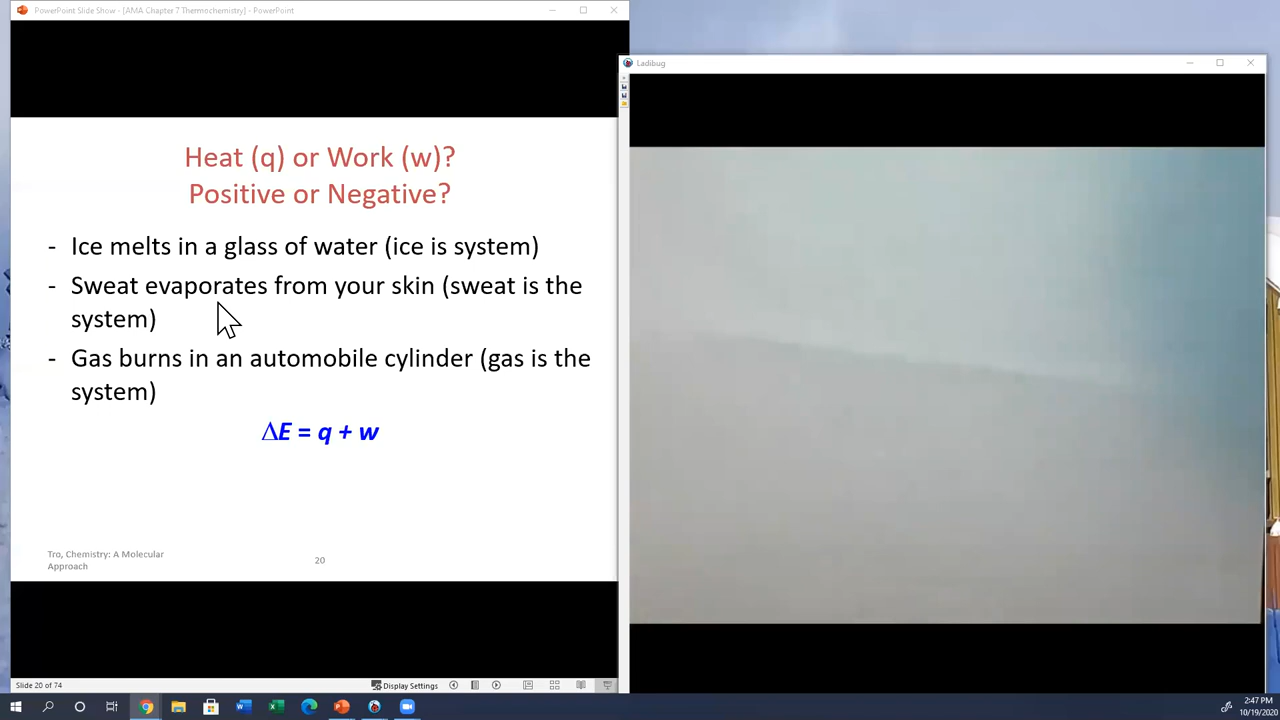 PowerPoint Slide Show - [AMA Chapter 7 Thermochemistry] - PowerPoint
Ladibug
Heat (q) or Work (w)?
Positive or Negative?
- Ice melts in a glass of water (ice is system)
- Sweat evaporates from your skin (sweat is the
system)
- Gas burns in an automobile cylinder (gas is the
system)
ΔE = q + w
Tro, Chemistry: A Molecular
Approach
20
Slide 20 of 74
Display Settings
2:47 PM
10/19/2020